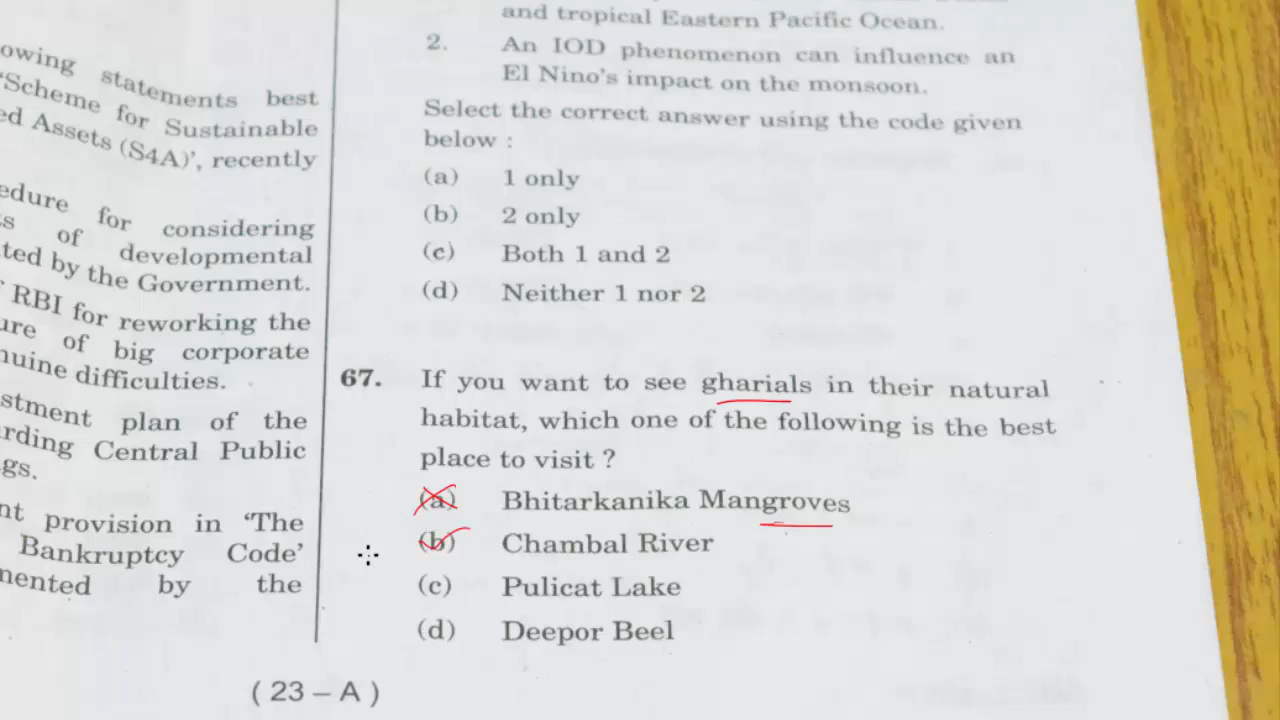 owing statements best
'Scheme for Sustainable
ed Assets (S4A)', recently
edure for considering
s of developmental
ted by the Government.
RBI for reworking the
ure of big corporate
nuine difficulties.
stment plan of the
rding Central Public
gs.
nt provision in 'The
Bankruptcy Code'
mented by the
and tropical Eastern Pacific Ocean.
2. An IOD phenomenon can influence an
El Nino's impact on the monsoon.
Select the correct answer using the code given
below :
(a) 1 only
(b) 2 only
(c) Both 1 and 2
(d) Neither 1 nor 2
67. If you want to see gharials in their natural
habitat, which one of the following is the best
place to visit ?
(a) Bhitarkanika Mangroves
(b) Chambal River
(c) Pulicat Lake
(d) Deepor Beel
( 23 – A )